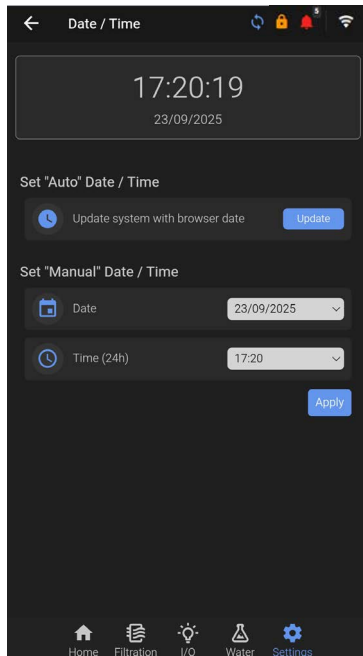 Date / Time
5
17:20:19
23/09/2025
Set "Auto" Date / Time
Update system with browser date
Update
Set "Manual" Date / Time
Date
23/09/2025
Time (24h)
17:20
Apply
Home Filtration I/O Water Settings